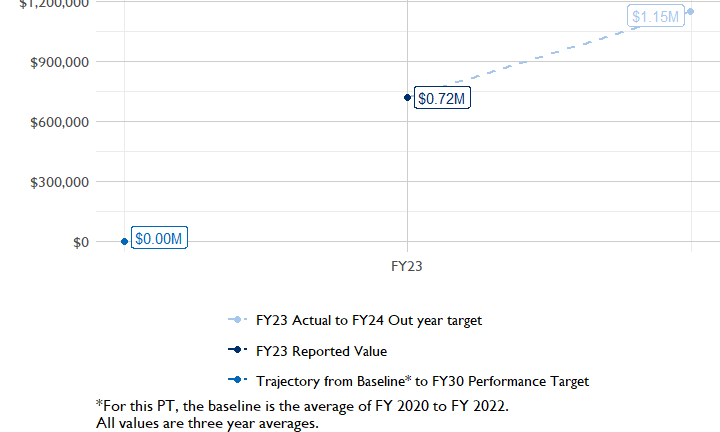 $1,200,000
$1.15M
$900,000
$0.72M
$600,000
$300,000
$0.00M
$0
FY23
FY23 Actual to FY24 Out year target
FY23 Reported Value
Trajectory from Baseline* to FY30 Performance Target
*For this PT, the baseline is the average of FY 2020 to FY 2022.
All values are three year averages.